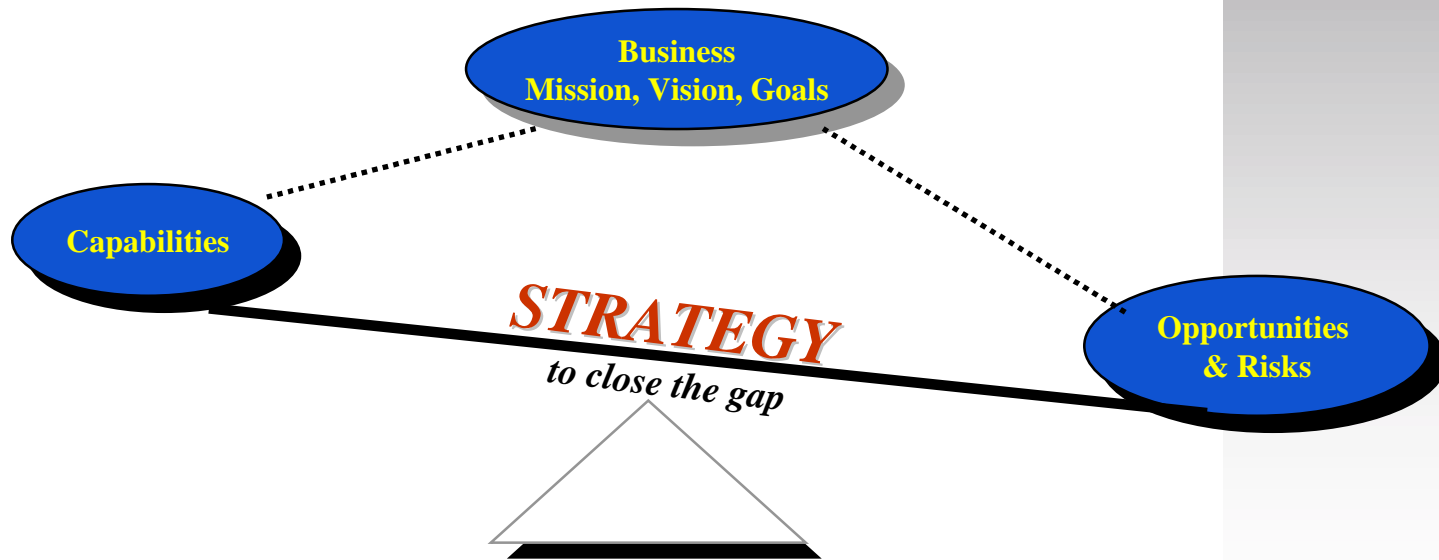 Business
Mission, Vision, Goals
Capabilities
STRATEGY
to close the gap
Opportunities
& Risks